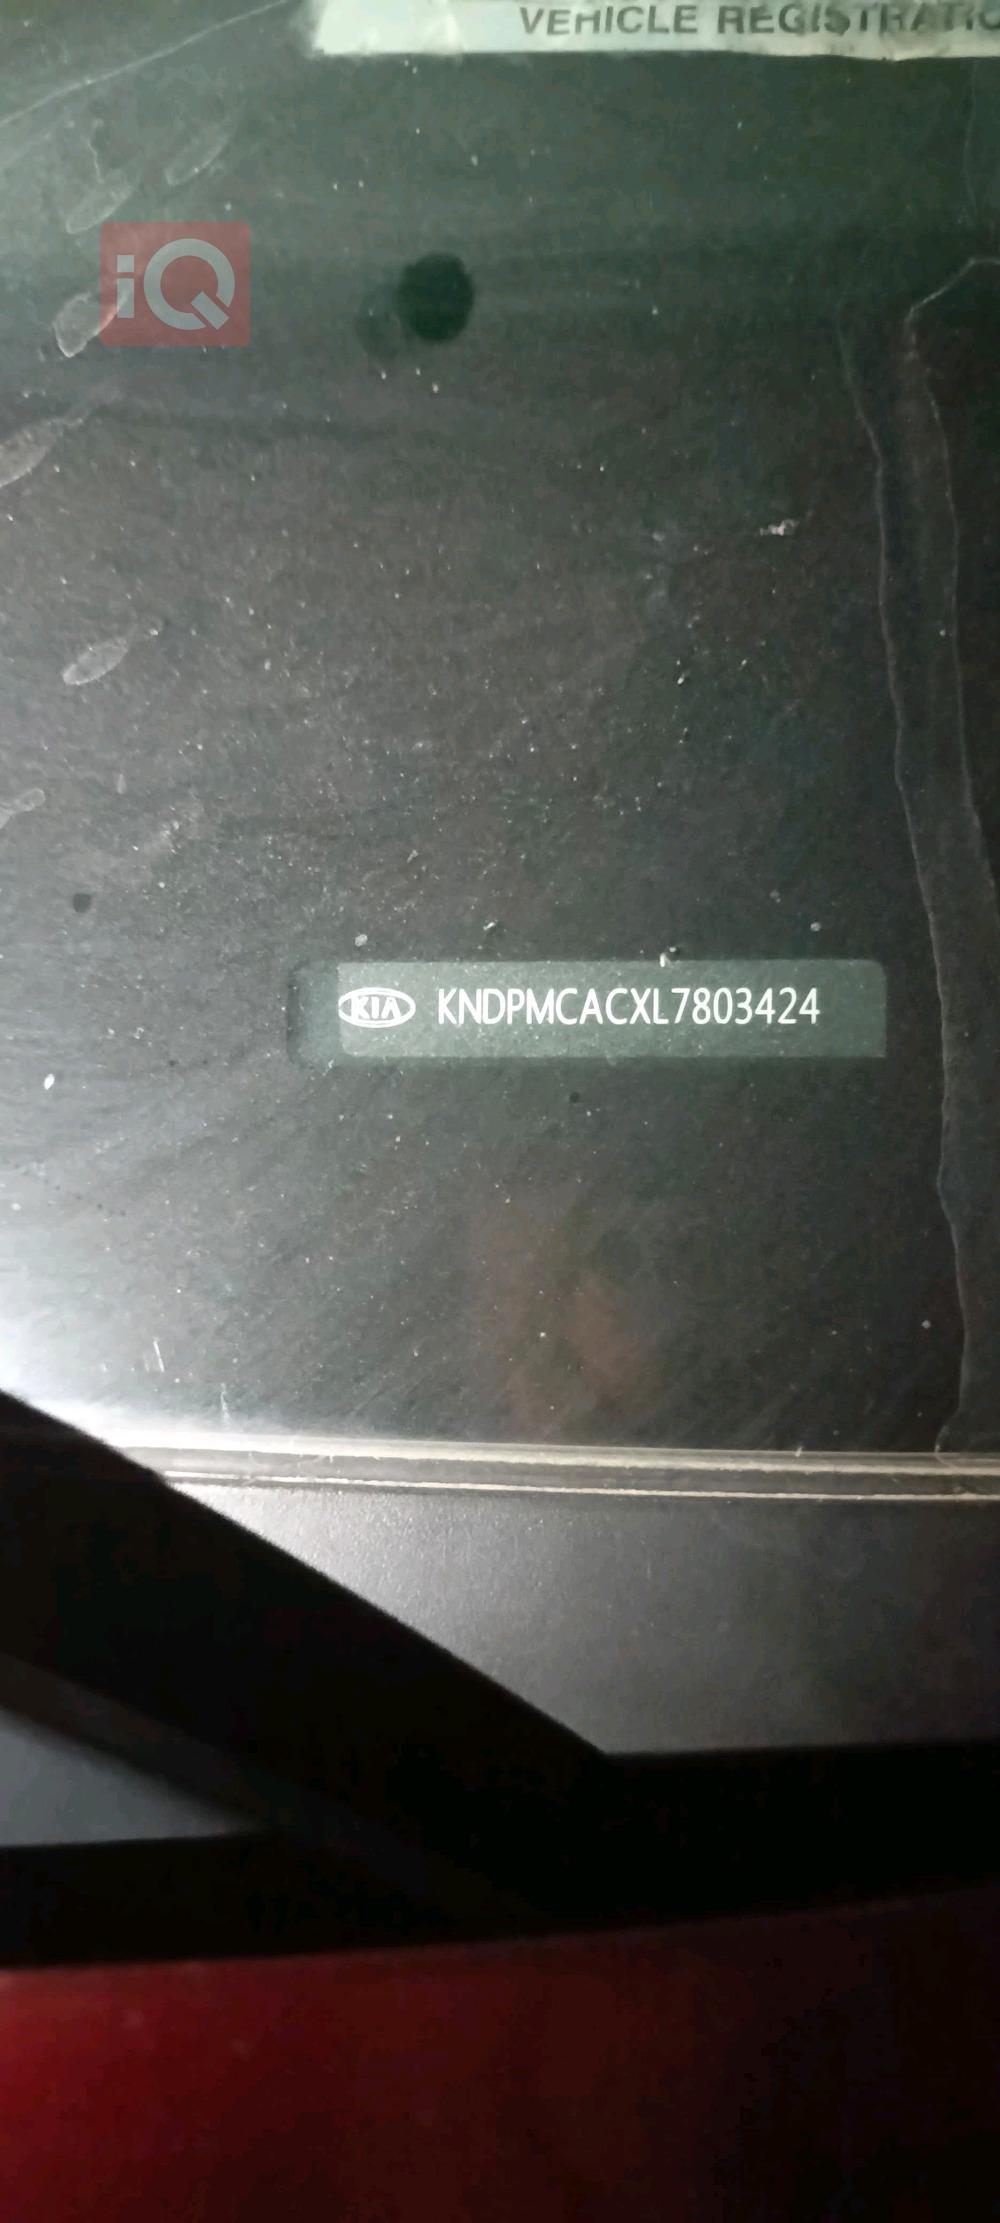 VEHICLE REGISTRATIO
iQ
KIA KNDPMCACXL7803424